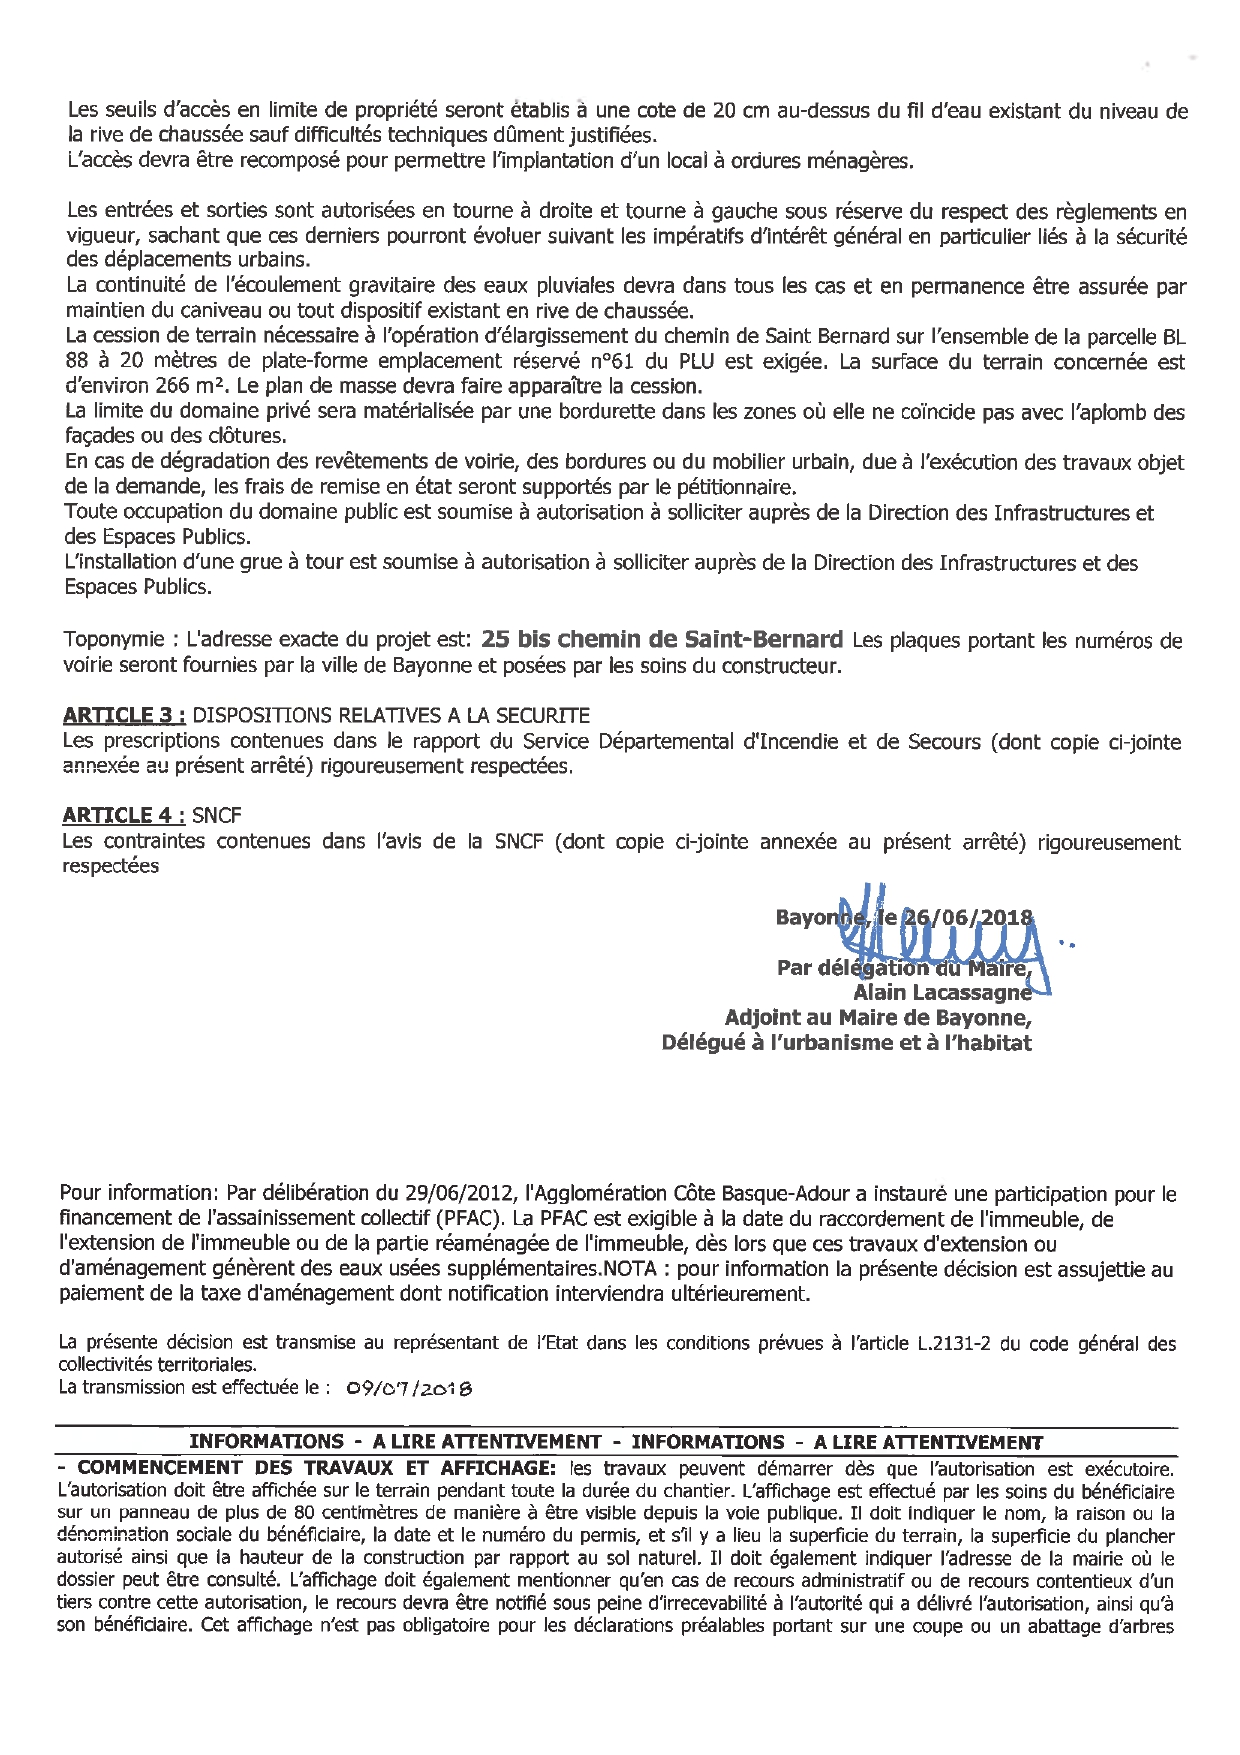 Les seuils d'accès en limite de propriété seront établis à une cote de 20 cm au-dessus du fil d'eau existant du niveau de
la rive de chaussée sauf difficultés techniques dûment justifiées.
L'accès devra être recomposé pour permettre l'implantation d'un local à ordures ménagères.
Les entrées et sorties sont autorisées en tourne à droite et tourne à gauche sous réserve du respect des règlements en
vigueur, sachant que ces derniers pourront évoluer suivant les impératifs d'intérêt général en particulier liés à la sécurité
des déplacements urbains.
La continuité de l'écoulement gravitaire des eaux pluviales devra dans tous les cas et en permanence être assurée par
maintien du caniveau ou tout dispositif existant en rive de chaussée.
La cession de terrain nécessaire à l'opération d'élargissement du chemin de Saint Bernard sur l'ensemble de la parcelle BL
88 à 20 mètres de plate-forme emplacement réservé n°61 du PLU est exigée. La surface du terrain concernée est
d'environ 266 m². Le plan de masse devra faire apparaître la cession.
La limite du domaine privé sera matérialisée par une bordurette dans les zones où elle ne coïncide pas avec l'aplomb des
façades ou des clôtures.
En cas de dégradation des revêtements de voirie, des bordures ou du mobilier urbain, due à l'exécution des travaux objet
de la demande, les frais de remise en état seront supportés par le pétitionnaire.
Toute occupation du domaine public est soumise à autorisation à solliciter auprès de la Direction des Infrastructures et
des Espaces Publics.
L'installation d'une grue à tour est soumise à autorisation à solliciter auprès de la Direction des Infrastructures et des
Espaces Publics.
Toponymie : L'adresse exacte du projet est: 25 bis chemin de Saint-Bernard Les plaques portant les numéros de
voirie seront fournies par la ville de Bayonne et posées par les soins du constructeur.
ARTICLE 3 : DISPOSITIONS RELATIVES A LA SECURITE
Les prescriptions contenues dans le rapport du Service Départemental d'Incendie et de Secours (dont copie ci-jointe
annexée au présent arrêté) rigoureusement respectées.
ARTICLE 4 : SNCF
Les contraintes contenues dans l'avis de la SNCF (dont copie ci-jointe annexée au présent arrêté) rigoureusement
respectées
Bayonne, le 26/06/2018
Par délégation du Maire,
Alain Lacassagne
Adjoint au Maire de Bayonne,
Délégué à l'urbanisme et à l'habitat
Pour information: Par délibération du 29/06/2012, l'Agglomération Côte Basque-Adour a instauré une participation pour le
financement de l'assainissement collectif (PFAC). La PFAC est exigible à la date du raccordement de l'immeuble, de
l'extension de l'immeuble ou de la partie réaménagée de l'immeuble, dès lors que ces travaux d'extension ou
d'aménagement génèrent des eaux usées supplémentaires.NOTA : pour information la présente décision est assujettie au
paiement de la taxe d'aménagement dont notification interviendra ultérieurement.
La présente décision est transmise au représentant de l'Etat dans les conditions prévues à l'article L.2131-2 du code général des
collectivités territoriales.
La transmission est effectuée le : 09/07/2018
INFORMATIONS - A LIRE ATTENTIVEMENT - INFORMATIONS - A LIRE ATTENTIVEMENT
- COMMENCEMENT DES TRAVAUX ET AFFICHAGE: les travaux peuvent démarrer dès que l'autorisation est exécutoire.
L'autorisation doit être affichée sur le terrain pendant toute la durée du chantier. L'affichage est effectué par les soins du bénéficiaire
sur un panneau de plus de 80 centimètres de manière à être visible depuis la voie publique. Il doit indiquer le nom, la raison ou la
dénomination sociale du bénéficiaire, la date et le numéro du permis, et s'il y a lieu la superficie du terrain, la superficie du plancher
autorisé ainsi que la hauteur de la construction par rapport au sol naturel. Il doit également indiquer l'adresse de la mairie où le
dossier peut être consulté. L'affichage doit également mentionner qu'en cas de recours administratif ou de recours contentieux d'un
tiers contre cette autorisation, le recours devra être notifié sous peine d'irrecevabilité à l'autorité qui a délivré l'autorisation, ainsi qu'à
son bénéficiaire. Cet affichage n'est pas obligatoire pour les déclarations préalables portant sur une coupe ou un abattage d'arbres